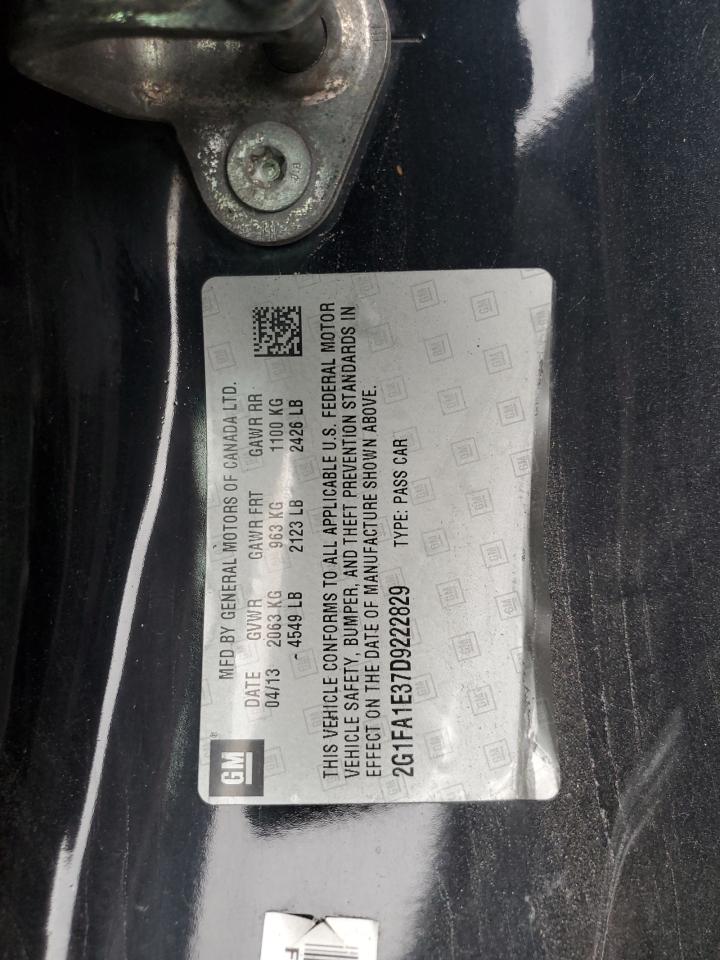 GM
MFD BY GENERAL MOTORS OF CANADA LTD.
DATE GVWR GAWR FRT GAWR RR
04/13 2063 KG 963 KG 1100 KG
4549 LB 2123 LB 2426 LB
THIS VEHICLE CONFORMS TO ALL APPLICABLE U.S. FEDERAL MOTOR
VEHICLE SAFETY, BUMPER, AND THEFT PREVENTION STANDARDS IN
EFFECT ON THE DATE OF MANUFACTURE SHOWN ABOVE.
2G1FA1E37D9222829 TYPE: PASS CAR
F